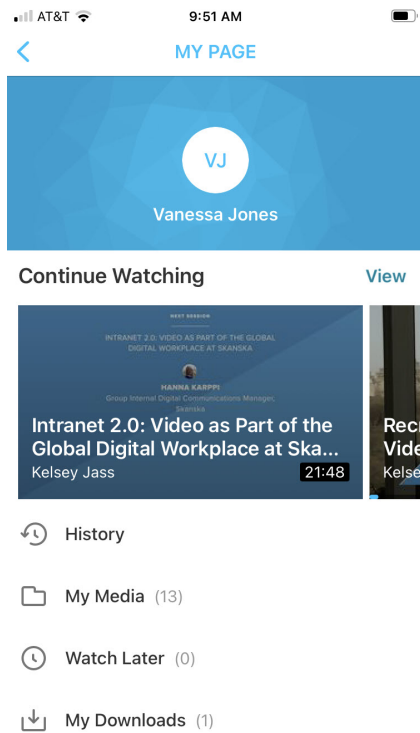 AT&T
9:51 AM
MY PAGE
VJ
Vanessa Jones
Continue Watching
View
NEXT SESSION
INTRANET 2.0: VIDEO AS PART OF THE GLOBAL
DIGITAL WORKPLACE AT SKANSKA
HANNA KARPPI
Group Internal Digital Communications Manager,
Skanska
Intranet 2.0: Video as Part of the
Global Digital Workplace at Ska...
Kelsey Jass
21:48
Rec
Vide
Kelse
History
My Media (13)
Watch Later (0)
My Downloads (1)